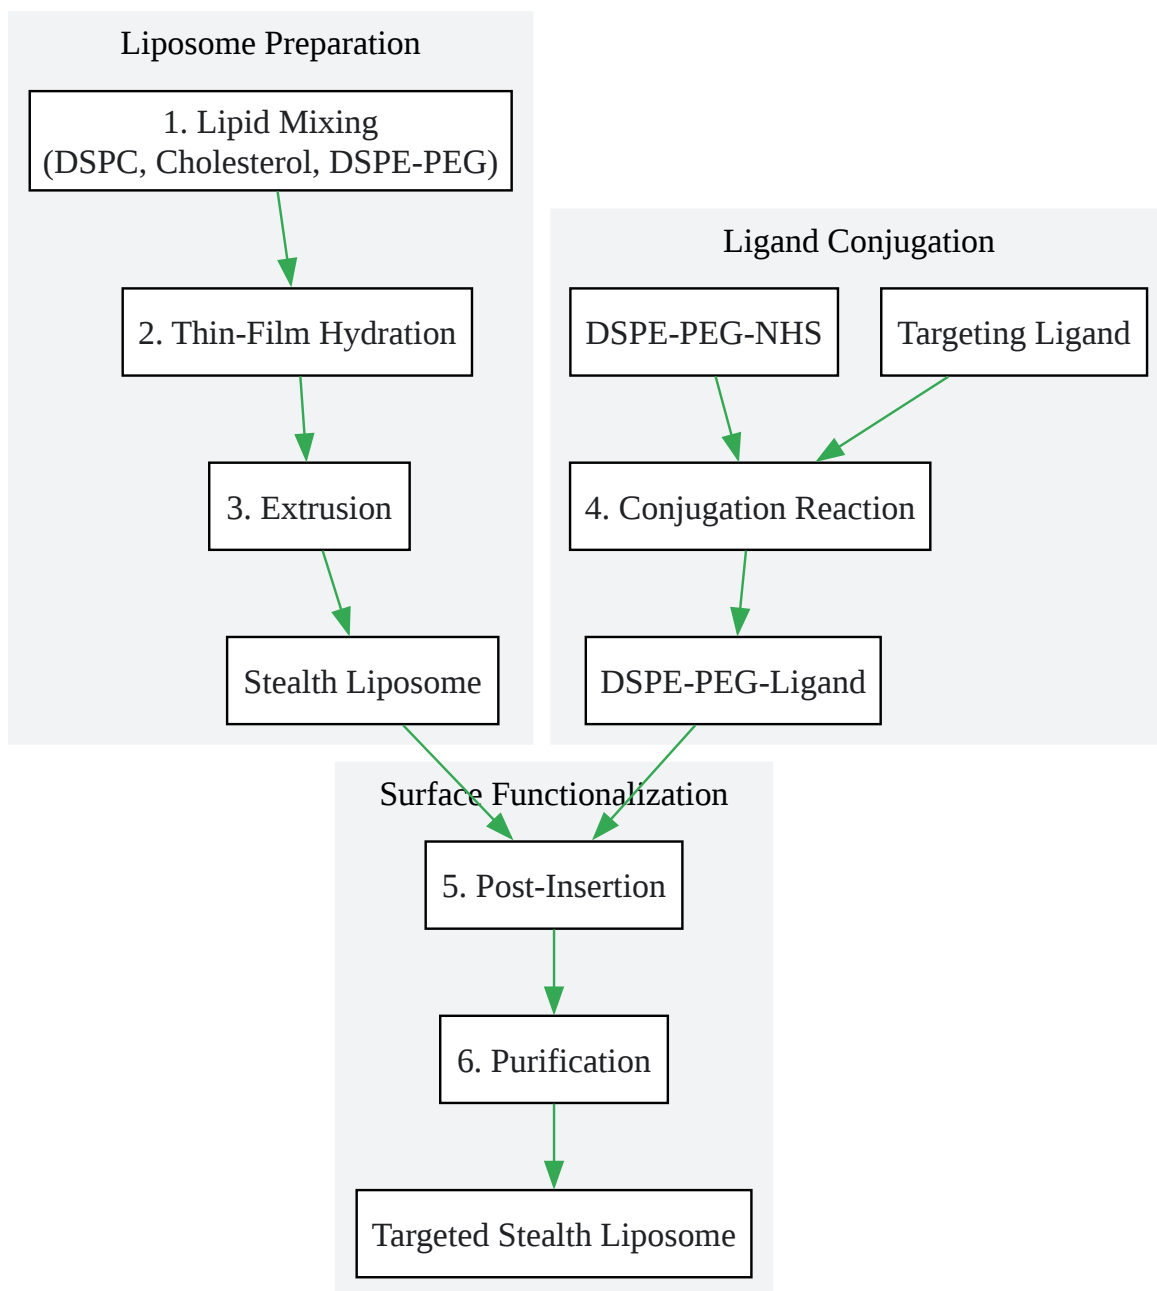 Liposome Preparation
1. Lipid Mixing
(DSPC, Cholesterol, DSPE-PEG)
2. Thin-Film Hydration
3. Extrusion
Stealth Liposome
Ligand Conjugation
DSPE-PEG-NHS
Targeting Ligand
4. Conjugation Reaction
DSPE-PEG-Ligand
Surface Functionalization
5. Post-Insertion
6. Purification
Targeted Stealth Liposome